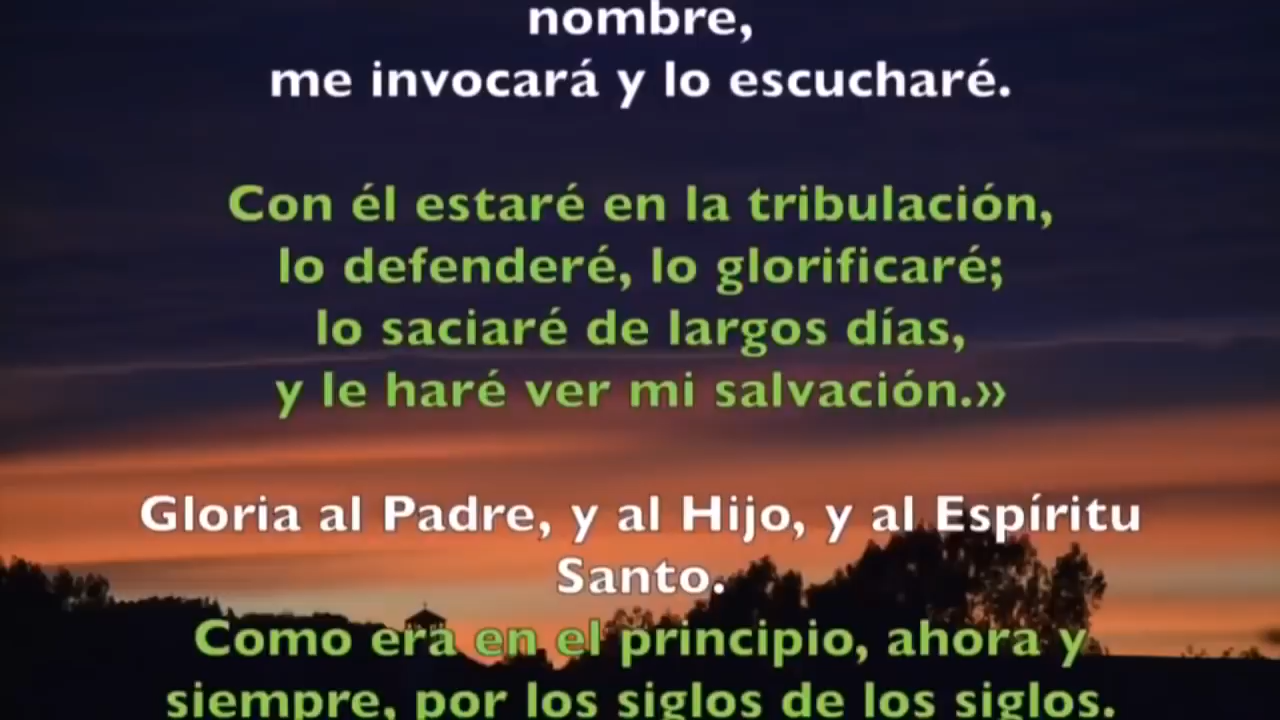 nombre,
me invocará y lo escucharé.
Con él estaré en la tribulación,
lo defenderé, lo glorificaré;
lo saciaré de largos días,
y le haré ver mi salvación.»
Gloria al Padre, y al Hijo, y al Espíritu
Santo.
Como era en el principio, ahora y
siempre, por los siglos de los siglos.